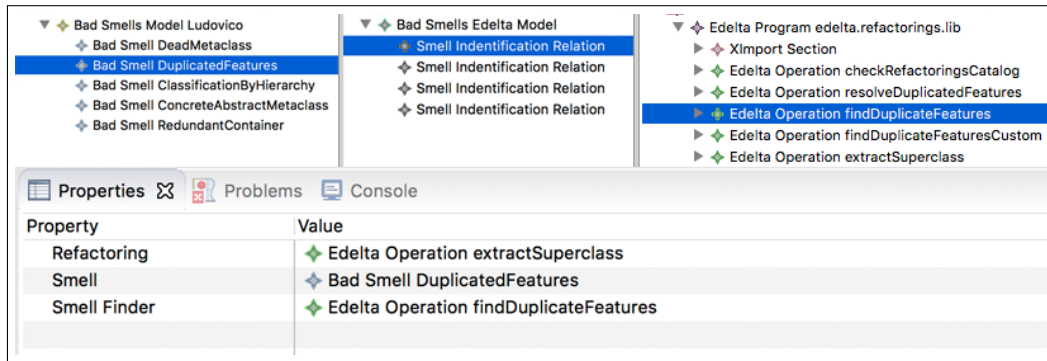 Bad Smells Model Ludovico
Bad Smell DeadMetaclass
Bad Smell DuplicatedFeatures
Bad Smell ClassificationByHierarchy
Bad Smell ConcreteAbstractMetaclass
Bad Smell RedundantContainer
Bad Smells Edelta Model
Smell Indentification Relation
Smell Indentification Relation
Smell Indentification Relation
Smell Indentification Relation
Edelta Program edelta.refactorings.lib
XImport Section
Edelta Operation checkRefactoringsCatalog
Edelta Operation resolveDuplicatedFeatures
Edelta Operation findDuplicateFeatures
Edelta Operation findDuplicateFeaturesCustom
Edelta Operation extractSuperclass
Properties Problems Console
Property Value
Refactoring Edelta Operation extractSuperclass
Smell Bad Smell DuplicatedFeatures
Smell Finder Edelta Operation findDuplicateFeatures